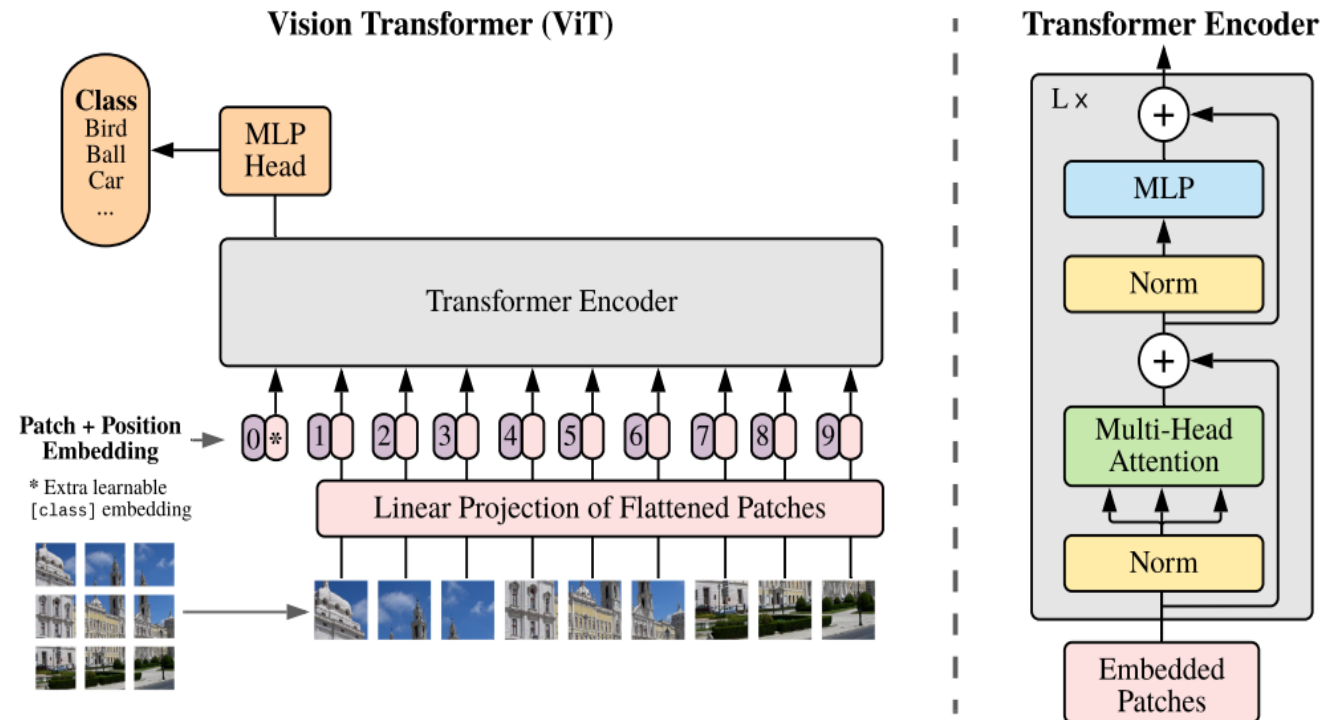 Vision Transformer (ViT)
Class
Bird
Ball
Car
...
MLP
Head
Transformer Encoder
Patch + Position
Embedding
0 * 1 2 3 4 5 6 7 8 9
* Extra learnable
[class] embedding
Linear Projection of Flattened Patches
Transformer Encoder
L x
+
MLP
Norm
+
Multi-Head
Attention
Norm
Embedded
Patches